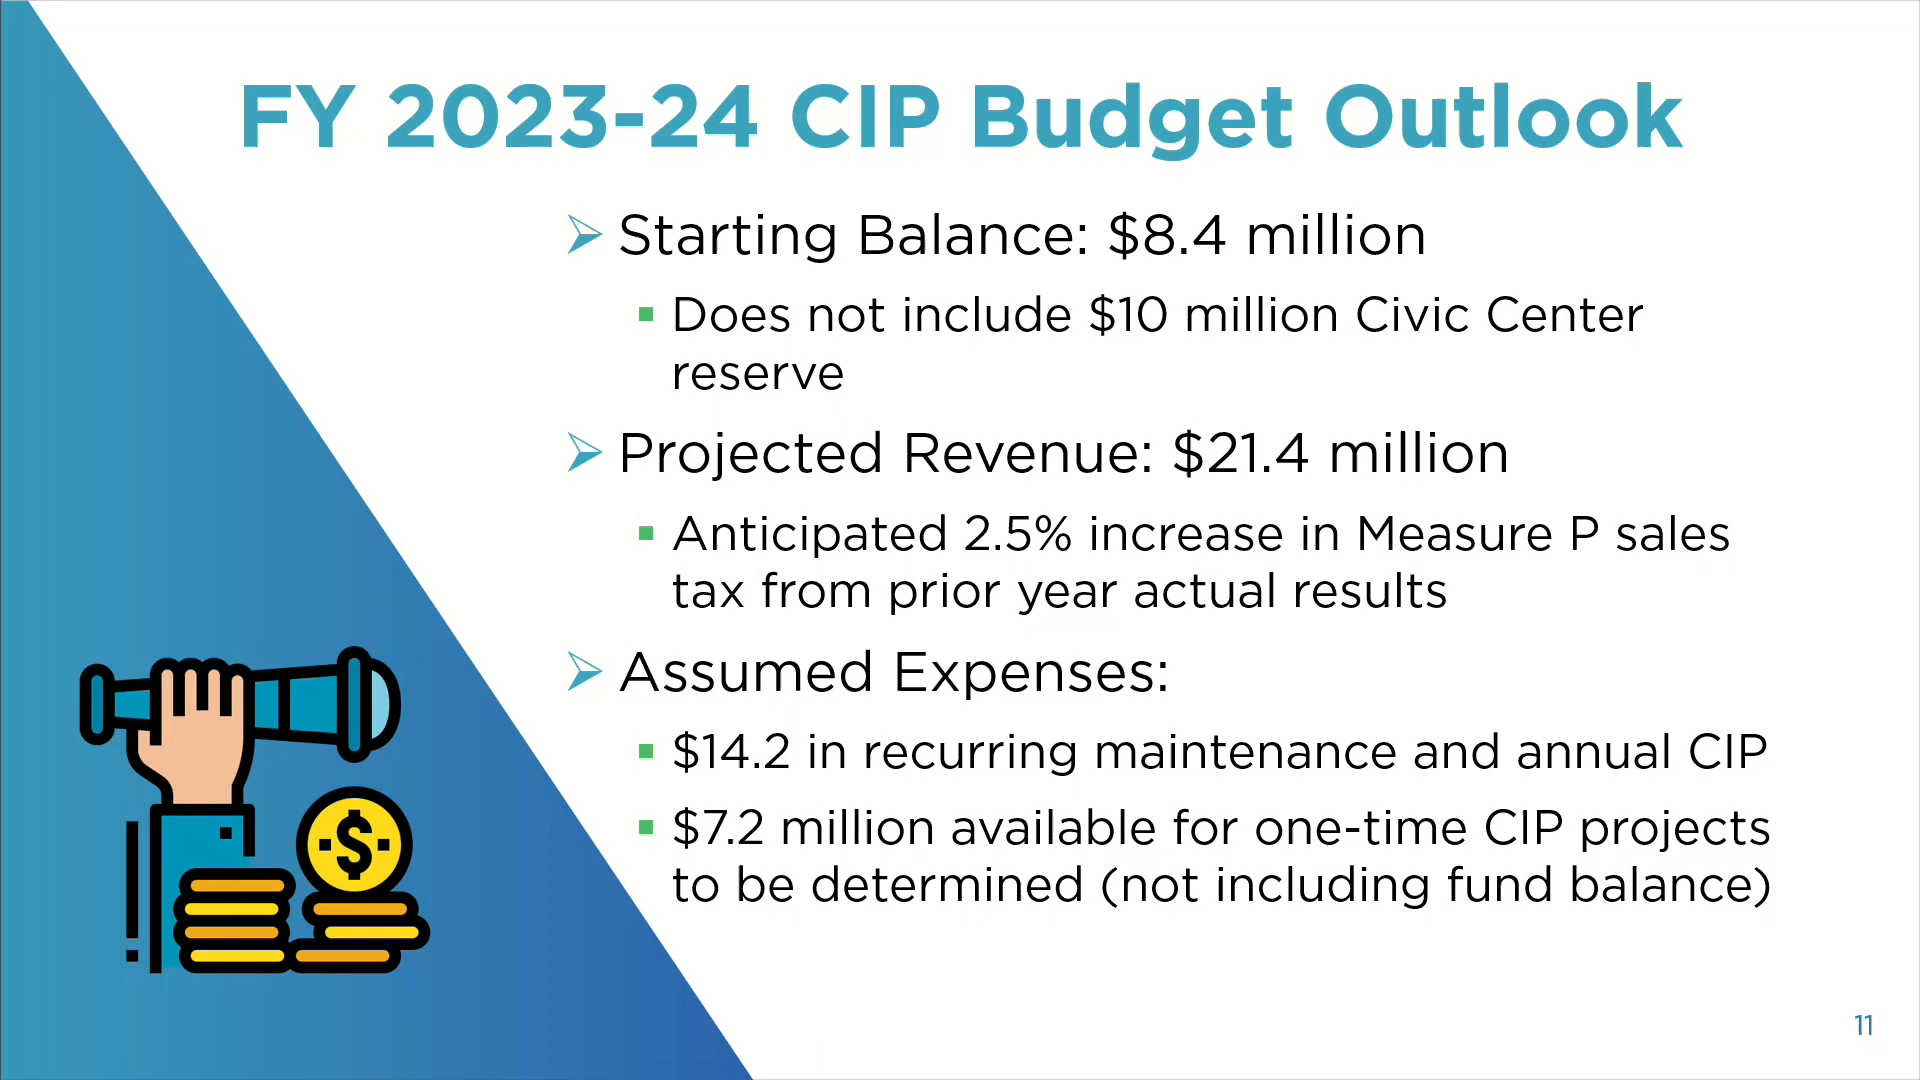 FY 2023-24 CIP Budget Outlook
Starting Balance: $8.4 million
Does not include $10 million Civic Center
reserve
Projected Revenue: $21.4 million
Anticipated 2.5% increase in Measure P sales
tax from prior year actual results
Assumed Expenses:
$14.2 in recurring maintenance and annual CIP
$7.2 million available for one-time CIP projects
to be determined (not including fund balance)
$
11